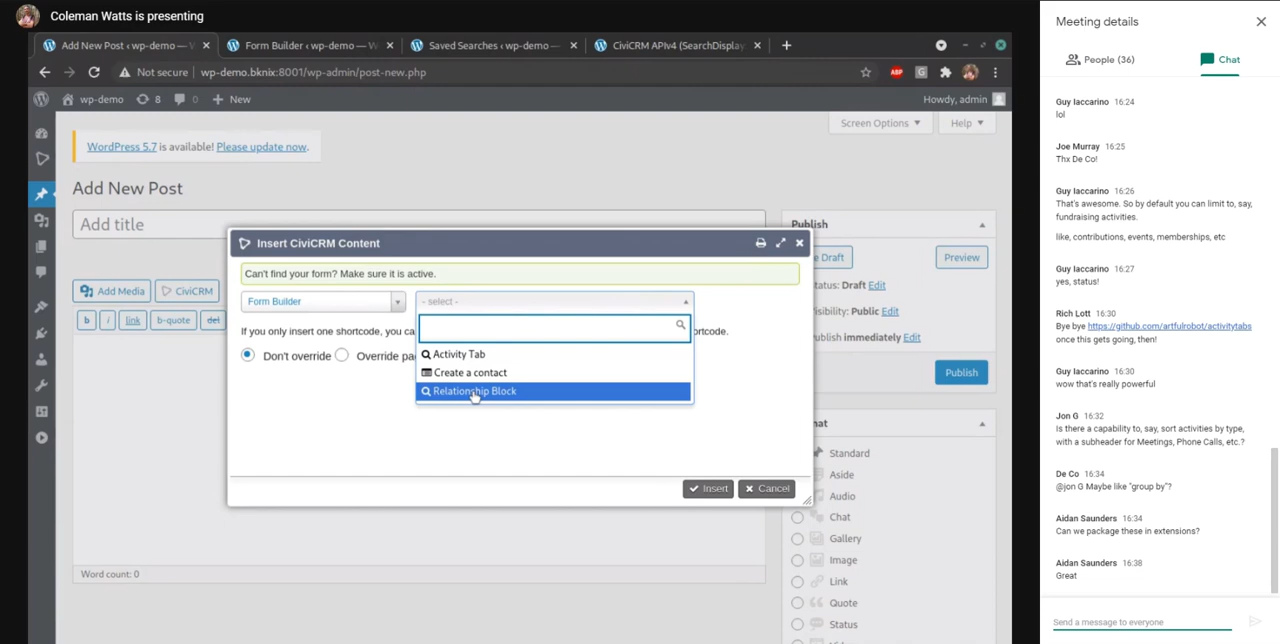 Coleman Watts is presenting
Add New Post ‹ wp-demo — \
Form Builder ‹ wp-demo — W
Saved Searches ‹ wp-demo —
CiviCRM APIv4 (SearchDisplay
Not secure
wp-demo.bknix:8001/wp-admin/post-new.php
ABP
G
wp-demo
8
0
New
Howdy, admin
Screen Options
Help
WordPress 5.7 is available! Please update now.
Add New Post
Add title
Add Media
CiviCRM
b
i
link
b-quote
del
Word count: 0
Insert CiviCRM Content
Can't find your form? Make sure it is active.
Form Builder
- select -
If you only insert one shortcode, you ca
rtcode.
Don't override
Override pa
Activity Tab
Create a contact
Relationship Block
Insert
Cancel
Publish
e Draft
Preview
tatus: Draft Edit
isibility: Public Edit
ublish immediately Edit
Publish
mat
Standard
Aside
Audio
Chat
Gallery
Image
Link
Quote
Status
Meeting details
People (36)
Chat
Guy Iaccarino 16:24
lol
Joe Murray 16:25
Thx De Co!
Guy Iaccarino 16:26
That's awesome. So by default you can limit to, say,
fundraising activities.
like, contributions, events, memberships, etc
Guy Iaccarino 16:27
yes, status!
Rich Lott 16:30
Bye bye https://github.com/artfulrobot/activitytabs
once this gets going, then!
Guy Iaccarino 16:30
wow that's really powerful
Jon G 16:32
Is there a capability to, say, sort activities by type,
with a subheader for Meetings, Phone Calls, etc.?
De Co 16:34
@jon G Maybe like "group by"?
Aidan Saunders 16:34
Can we package these in extensions?
Aidan Saunders 16:38
Great
Send a message to everyone